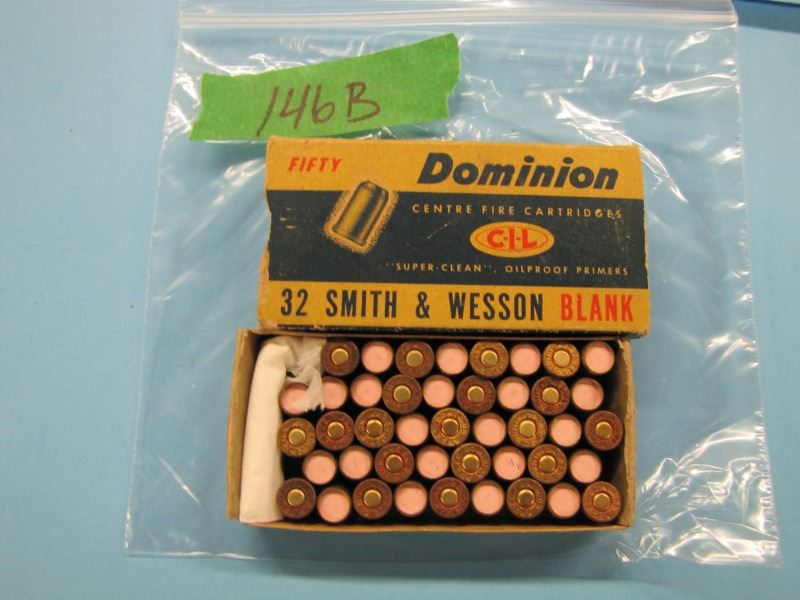 146B
FIFTY
Dominion
CENTRE FIRE CARTRIDGES
C-I-L
"SUPER-CLEAN", OILPROOF PRIMERS
32 SMITH & WESSON BLANK